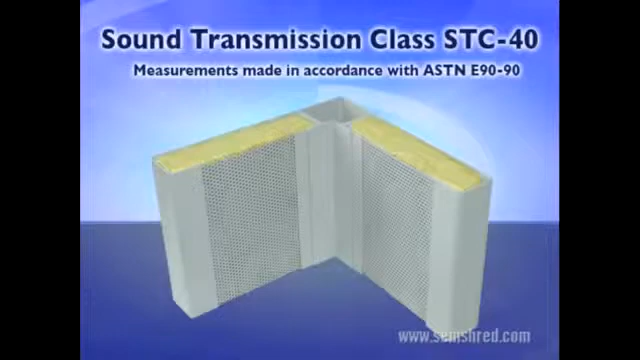 Sound Transmission Class STC-40
Measurements made in accordance with ASTN E90-90
www.semshred.com